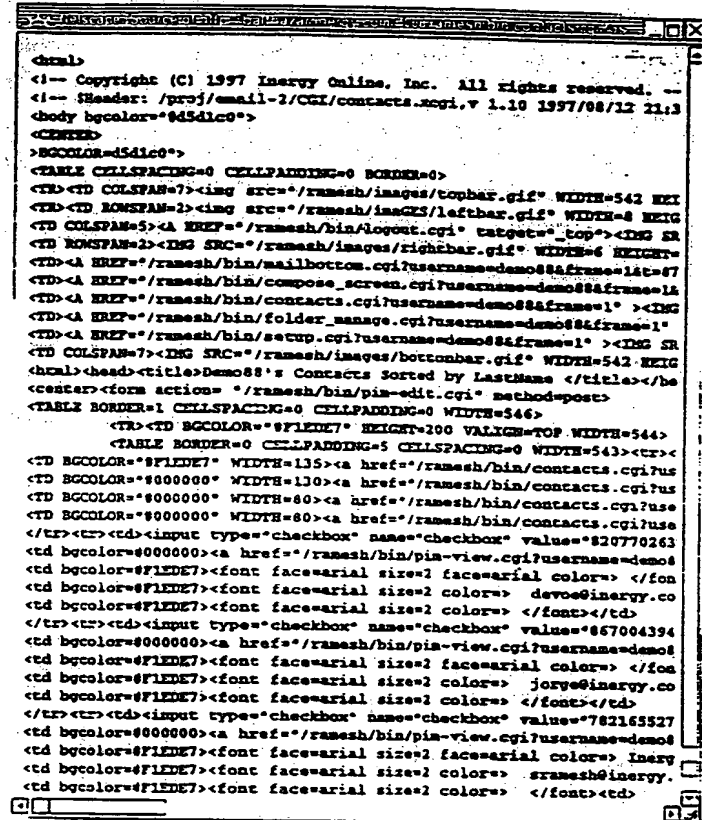 <html>
<!-- Copyright (C) 1997 Inergy Online, Inc. All rights reserved. --
<!-- $Header: /proj/email-2/CGI/contacts.xcgi,v 1.10 1997/08/12 21:3
<body bgcolor="#d5d1c0">
<CENTER>
>BGCOLOR=d5d1c0">
<TABLE CELLSPACING=0 CELLPADDING=0 BORDER=0>
<TR><TD COLSPAN=7><img src="/ramesh/images/topbar.gif" WIDTH=542 HEI
<TR><TD ROWSPAN=2><img src="/ramesh/imaGES/leftbar.gif" WIDTH=8 HEIG
<TD COLSPAN=5><A HREF="/ramesh/bin/logout.cgi" tatget="_top"><IMG SR
<TD ROWSPAN=2><IMG SRC="/ramesh/images/rightbar.gif" WIDTH=6 HEIGHT=
<TD><A HREF="/ramesh/bin/mailbottom.cgi?username=demo88&frame=1&t=87
<TD><A HREF="/ramesh/bin/compose_screen.cgi?username=demo88&frame=1&
<TD><A HREF="/ramesh/bin/contacts.cgi?username=demo88&frame=1" ><IMG
<TD><A HREF="/ramesh/bin/folder_manage.cgi?username=demo88&frame=1"
<TD><A HREF="/ramesh/bin/setup.cgi?username=demo88&frame=1" ><IMG SR
<TD COLSPAN=7><IMG SRC="/ramesh/images/bottombar.gif" WIDTH=542 HEIG
<html><head><title>Demo88's Contacts Sorted by LastName </title></he
<center><form action= "/ramesh/bin/pim-edit.cgi" method=post>
<TABLE BORDER=1 CELLSPACING=0 CELLPADDING=0 WIDTH=546>
<TR><TD BGCOLOR="#F1EDE7" HEIGHT=200 VALIGN=TOP WIDTH=544>
<TABLE BORDER=0 CELLPADDING=5 CELLSPACING=0 WIDTH=543><tr><
<TD BGCOLOR="#F1EDE7" WIDTH=135><a href="/ramesh/bin/contacts.cgi?us
<TD BGCOLOR="#000000" WIDTH=130><a href="/ramesh/bin/contacts.cgi?us
<TD BGCOLOR="#000000" WIDTH=80><a href="/ramesh/bin/contacts.cgi?use
<TD BGCOLOR="#000000" WIDTH=80><a href="/ramesh/bin/contacts.cgi?use
</tr><tr><td><input type="checkbox" name="checkbox" value="820770263
<td bgcolor=#000000><a href="/ramesh/bin/pim-view.cgi?username=demo8
<td bgcolor=#F1EDE7><font face=arial size=2 face=arial color=> </fon
<td bgcolor=#F1EDE7><font face=arial size=2 color=> devoe@inergy.co
<td bgcolor=#F1EDE7><font face=arial size=2 color=> </font></td>
</tr><tr><td><input type="checkbox" name="checkbox" value="867004394
<td bgcolor=#000000><a href="/ramesh/bin/pim-view.cgi?username=demo8
<td bgcolor=#F1EDE7><font face=arial size=2 face=arial color=> </fon
<td bgcolor=#F1EDE7><font face=arial size=2 color=> jorge@inergy.co
<td bgcolor=#F1EDE7><font face=arial size=2 color=> </font></td>
</tr><tr><td><input type="checkbox" name="checkbox" value="782165527
<td bgcolor=#000000><a href="/ramesh/bin/pim-view.cgi?username=demo8
<td bgcolor=#F1EDE7><font face=arial size=2 face=arial color=> Inerg
<td bgcolor=#F1EDE7><font face=arial size=2 color=> sramesh@inergy.
<td bgcolor=#F1EDE7><font face=arial size=2 color=> </font><td>